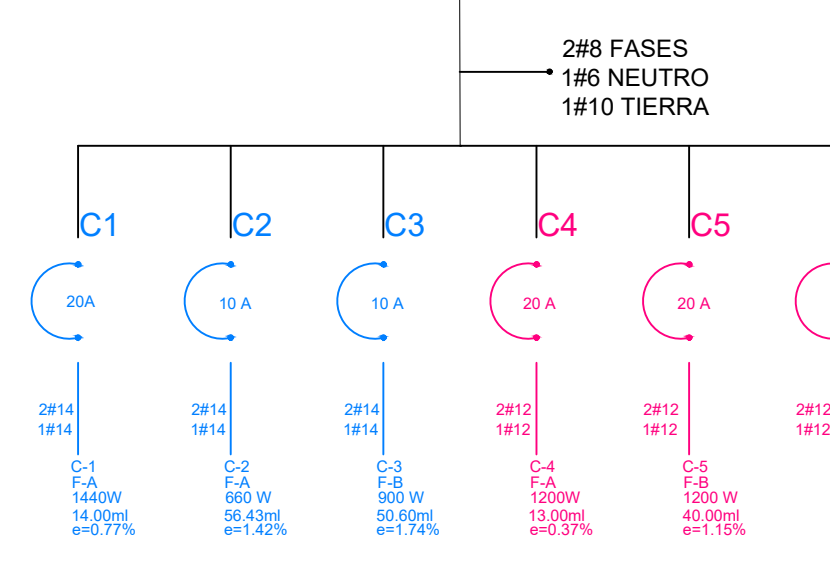 2#8 FASES
1#6 NEUTRO
1#10 TIERRA
C1
C2
C3
C4
C5
20A
10 A
10 A
20 A
20 A
2#14
1#14
2#14
1#14
2#14
1#14
2#12
1#12
2#12
1#12
2#12
1#12
C-1
F-A
1440W
14.00ml
e=0.77%
C-2
F-A
660 W
56.43ml
e=1.42%
C-3
F-B
900 W
50.60ml
e=1.74%
C-4
F-A
1200W
13.00ml
e=0.37%
C-5
F-B
1200 W
40.00ml
e=1.15%